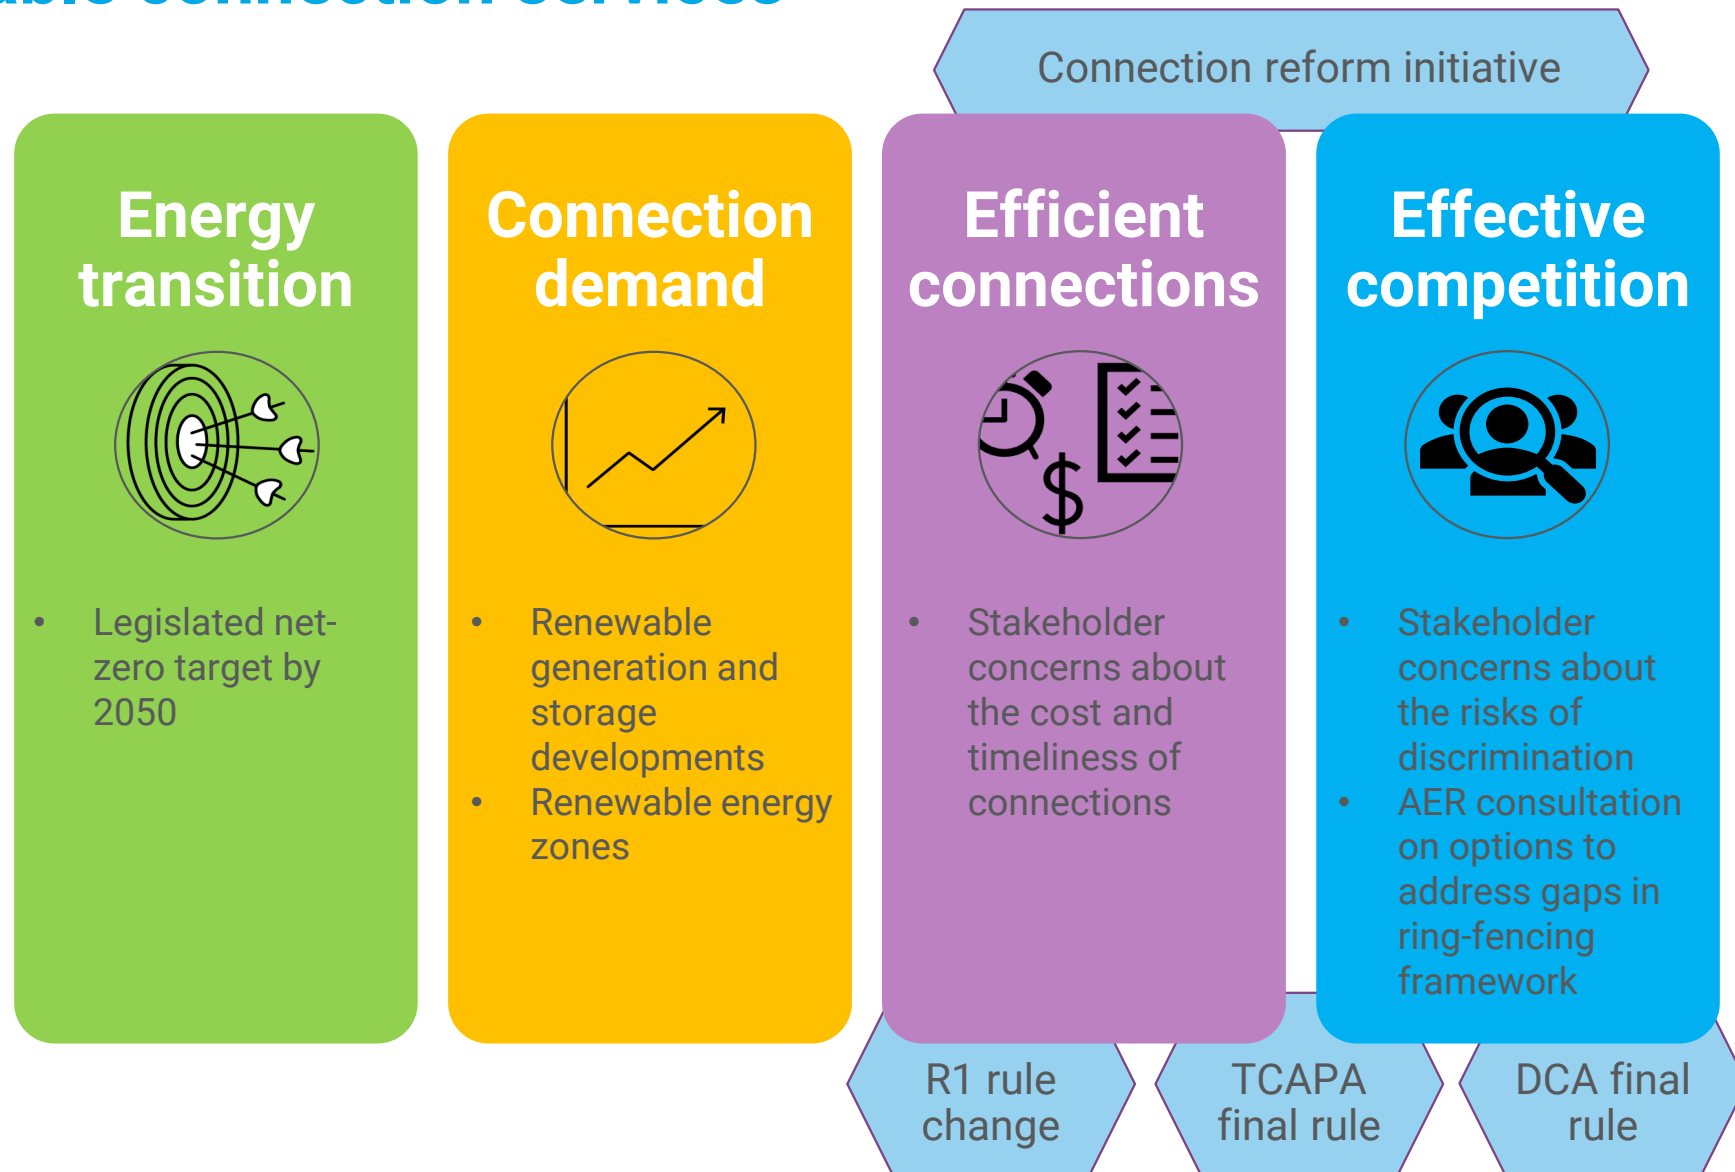 connection services
Connection reform initiative
Energy
transition
• Legislated net-
zero target by
2050
Connection
demand
• Renewable
generation and
storage
developments
• Renewable energy
zones
Efficient
connections
$
• Stakeholder
concerns about
the cost and
timeliness of
connections
Effective
competition
• Stakeholder
concerns about
the risks of
discrimination
• AER consultation
on options to
address gaps in
ring-fencing
framework
R1 rule
change
TCAPA
final rule
DCA final
rule